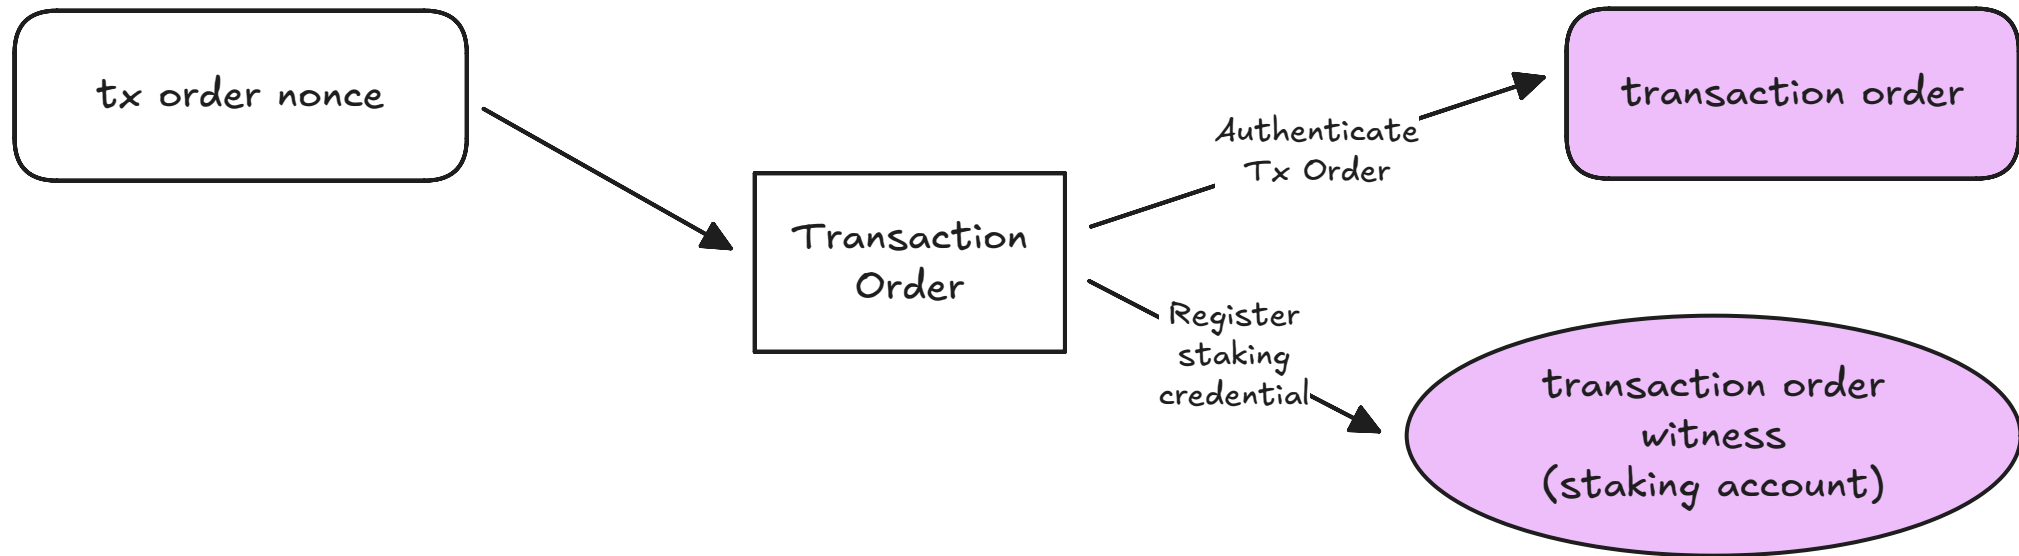 tx order nonce
Transaction
Order
Authenticate
Tx Order
transaction order
Register
staking
credential
transaction order
witness
(staking account)